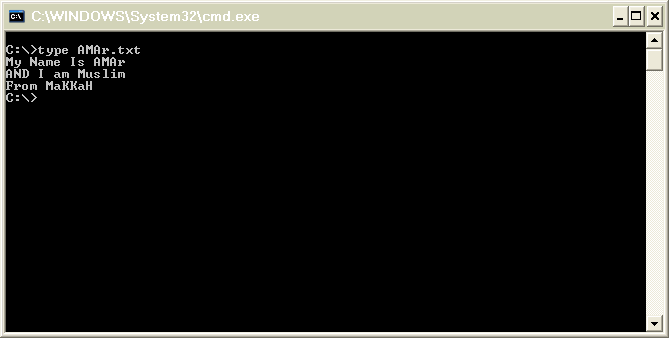 C:\WINDOWS\System32\cmd.exe
C:\>type AMAr.txt
My Name Is AMAr
AND I am Muslim
From MaKKaH
C:\>